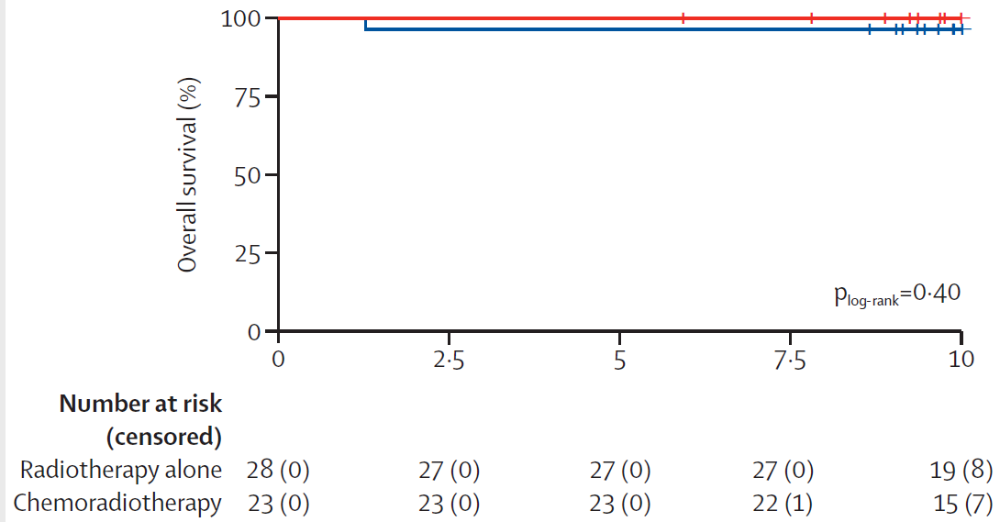 100
75
50
25
0
Overall survival (%)
plog-rank=0·40
0 2·5 5 7·5 10
Number at risk
(censored)
Radiotherapy alone 28 (0) 27 (0) 27 (0) 27 (0) 19 (8)
Chemoradiotherapy 23 (0) 23 (0) 23 (0) 22 (1) 15 (7)